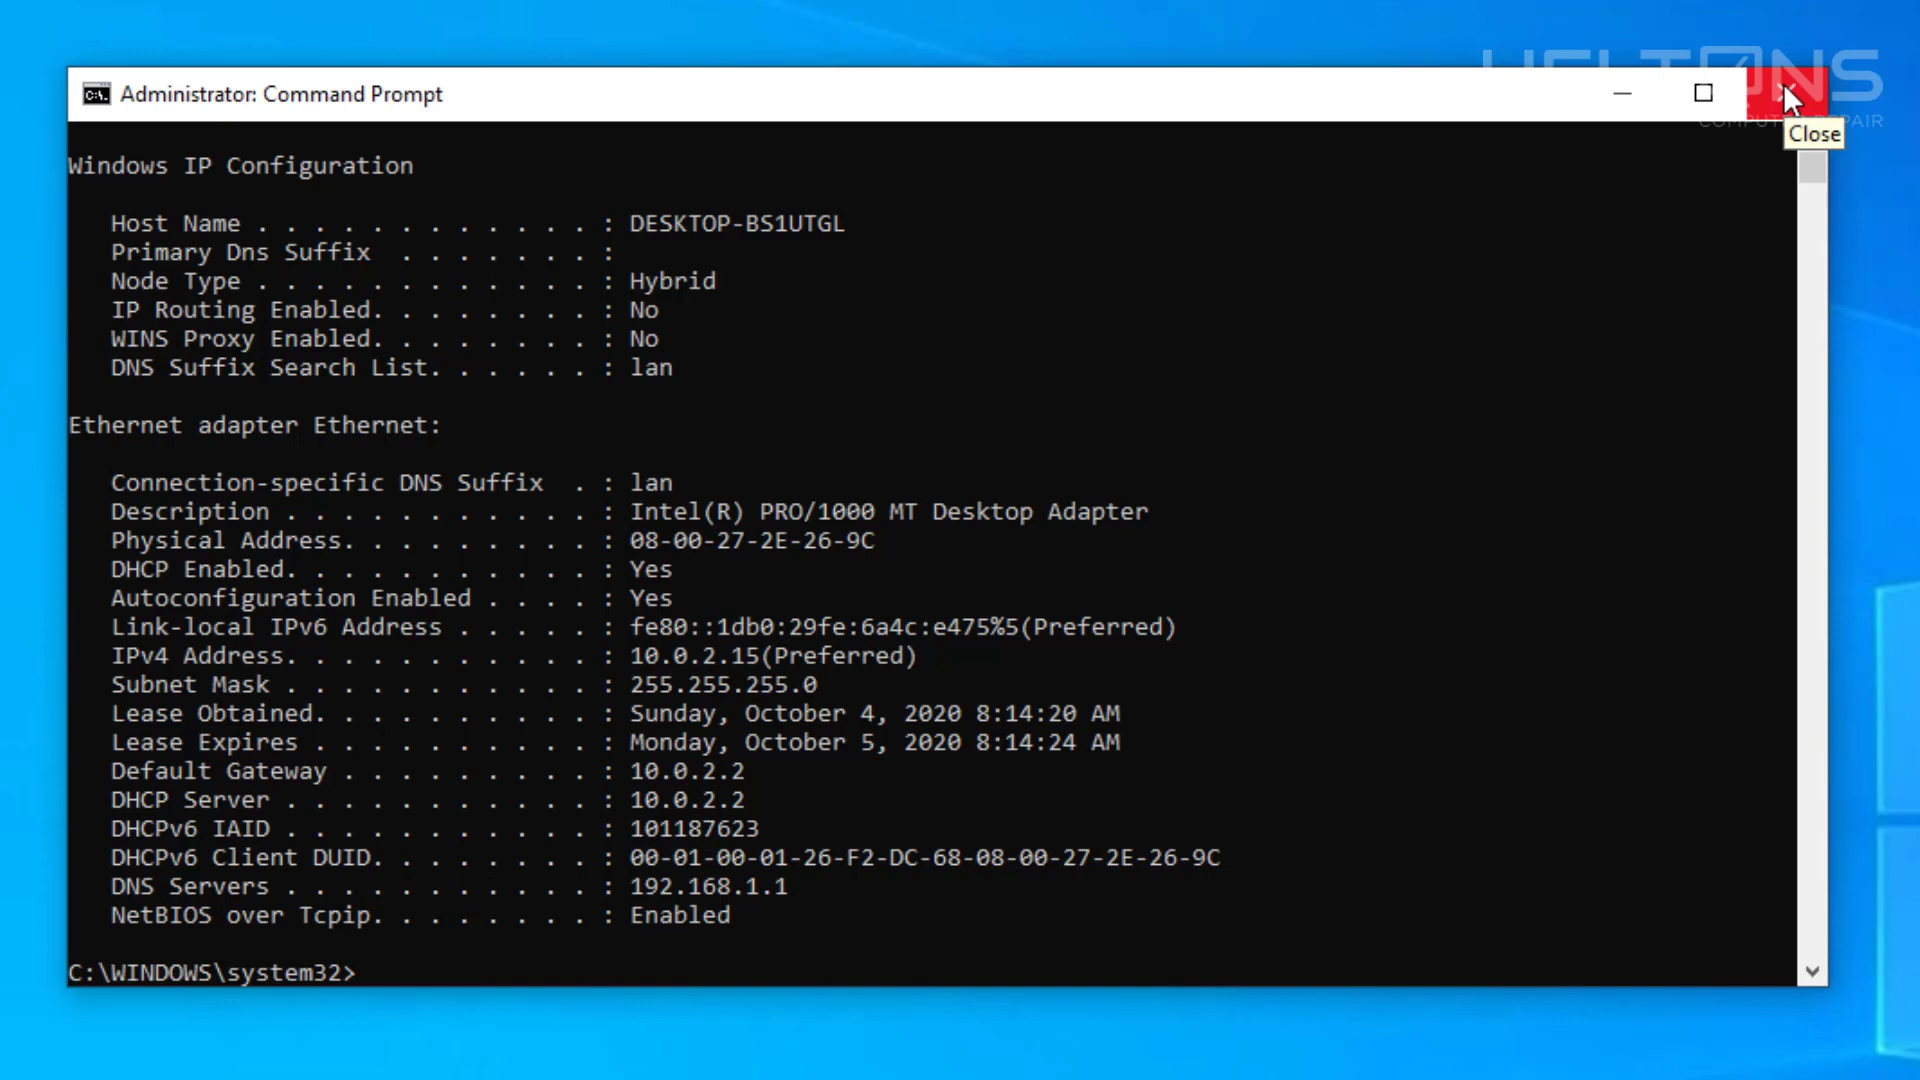 HELTONS
COMPUTER REPAIR
Administrator: Command Prompt
Close
Windows IP Configuration
Host Name . . . . . . . . . . . . : DESKTOP-BS1UTGL
Primary Dns Suffix  . . . . . . . :
Node Type . . . . . . . . . . . . : Hybrid
IP Routing Enabled. . . . . . . . : No
WINS Proxy Enabled. . . . . . . . : No
DNS Suffix Search List. . . . . . : lan
Ethernet adapter Ethernet:
Connection-specific DNS Suffix  . : lan
Description . . . . . . . . . . . : Intel(R) PRO/1000 MT Desktop Adapter
Physical Address. . . . . . . . . : 08-00-27-2E-26-9C
DHCP Enabled. . . . . . . . . . . : Yes
Autoconfiguration Enabled . . . . : Yes
Link-local IPv6 Address . . . . . : fe80::1db0:29fe:6a4c:e475%5(Preferred)
IPv4 Address. . . . . . . . . . . : 10.0.2.15(Preferred)
Subnet Mask . . . . . . . . . . . : 255.255.255.0
Lease Obtained. . . . . . . . . . : Sunday, October 4, 2020 8:14:20 AM
Lease Expires . . . . . . . . . . : Monday, October 5, 2020 8:14:24 AM
Default Gateway . . . . . . . . . : 10.0.2.2
DHCP Server . . . . . . . . . . . : 10.0.2.2
DHCPv6 IAID . . . . . . . . . . . : 101187623
DHCPv6 Client DUID. . . . . . . . : 00-01-00-01-26-F2-DC-68-08-00-27-2E-26-9C
DNS Servers . . . . . . . . . . . : 192.168.1.1
NetBIOS over Tcpip. . . . . . . . : Enabled
C:\WINDOWS\system32>